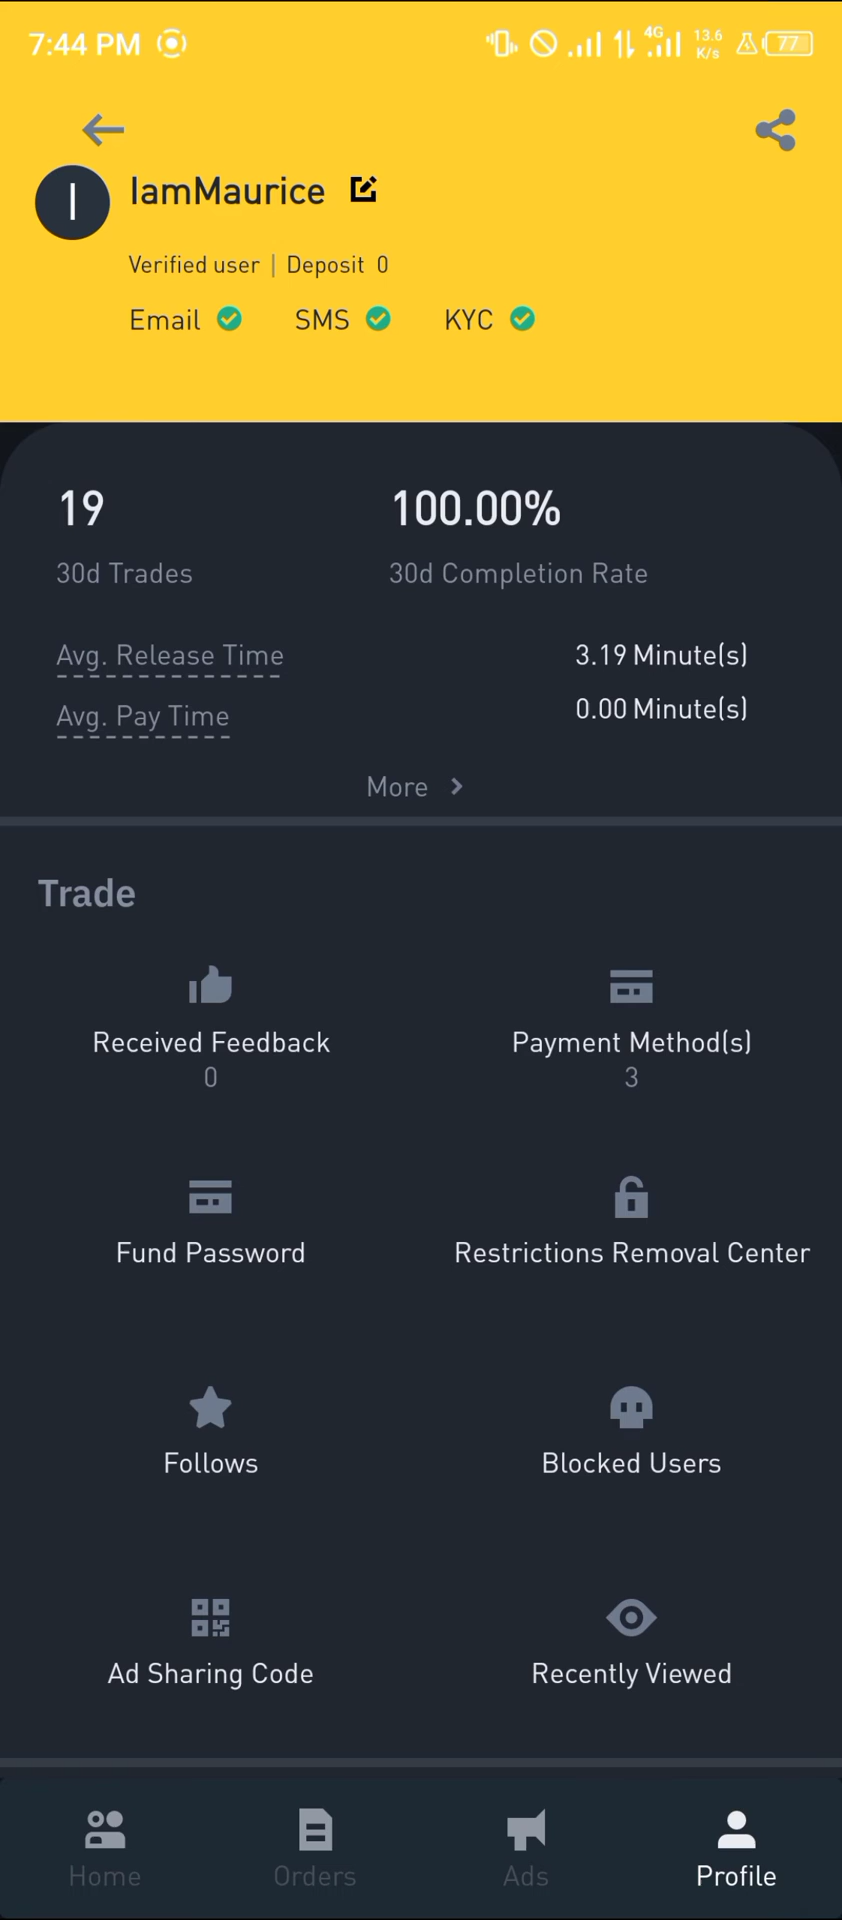 7:44 PM 4G 13.6 K/s 77
I IamMaurice
Verified user | Deposit 0
Email SMS KYC
19 100.00%
30d Trades 30d Completion Rate
Avg. Release Time 3.19 Minute(s)
Avg. Pay Time 0.00 Minute(s)
More
Trade
Received Feedback Payment Method(s)
0 3
Fund Password Restrictions Removal Center
Follows Blocked Users
Ad Sharing Code Recently Viewed
Home Orders Ads Profile